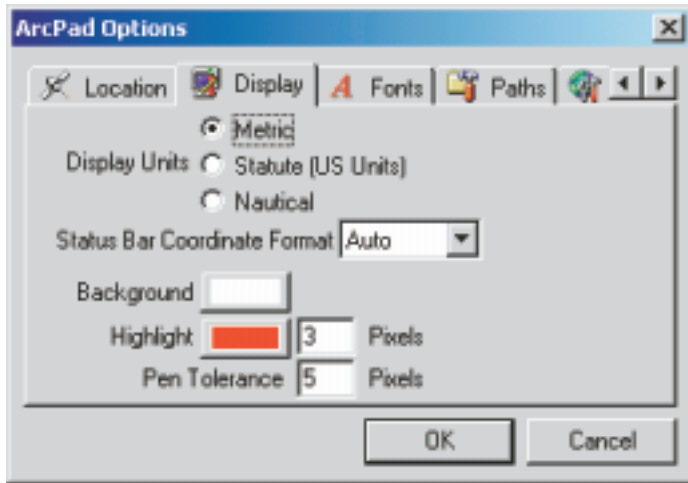 ArcPad Options
Location Display Fonts Paths
Metric
Display Units Statute (US Units)
Nautical
Status Bar Coordinate Format Auto
Background
Highlight 3 Pixels
Pen Tolerance 5 Pixels
OK Cancel